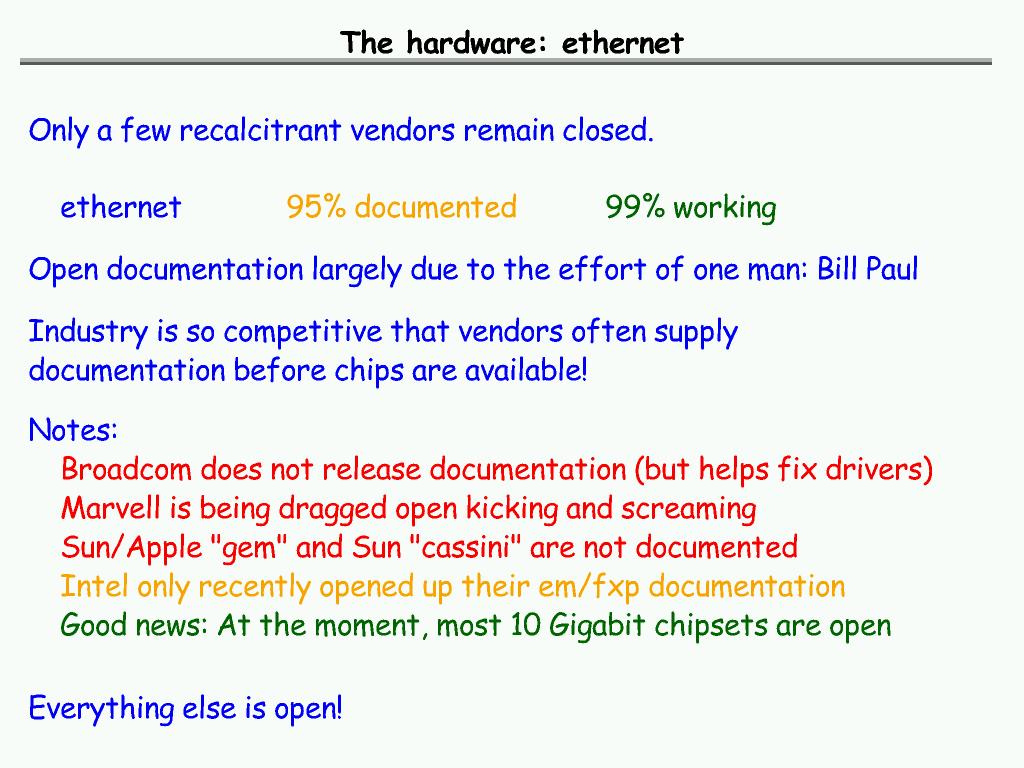 The hardware: ethernet
Only a few recalcitrant vendors remain closed.
ethernet 95% documented 99% working
Open documentation largely due to the effort of one man: Bill Paul
Industry is so competitive that vendors often supply
documentation before chips are available!
Notes:
Broadcom does not release documentation (but helps fix drivers)
Marvell is being dragged open kicking and screaming
Sun/Apple "gem" and Sun "cassini" are not documented
Intel only recently opened up their em/fxp documentation
Good news: At the moment, most 10 Gigabit chipsets are open
Everything else is open!